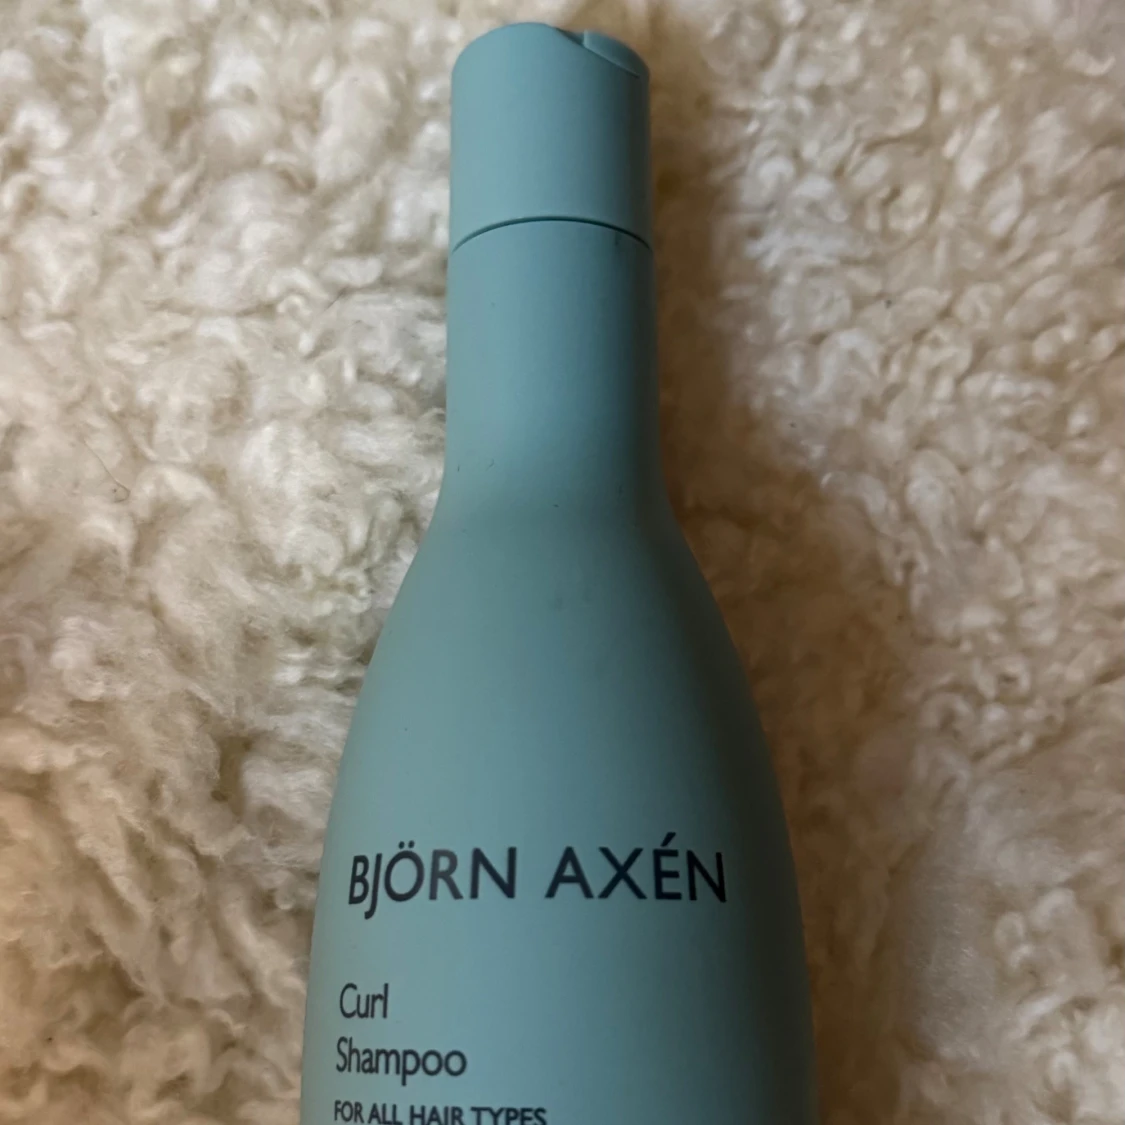 BJÖRN AXÉN
Curl
Shampoo
FOR ALL HAIR TYPES